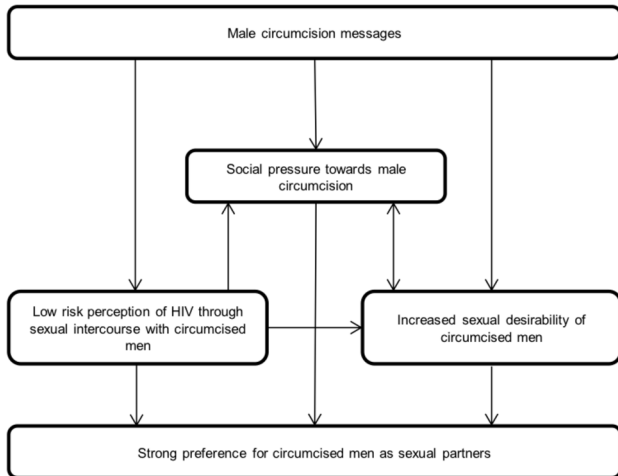 Male circumcision messages
Social pressure towards male
circumcision
Low risk perception of HIV through
sexual intercourse with circumcised
men
Increased sexual desirability of
circumcised men
Strong preference for circumcised men as sexual partners